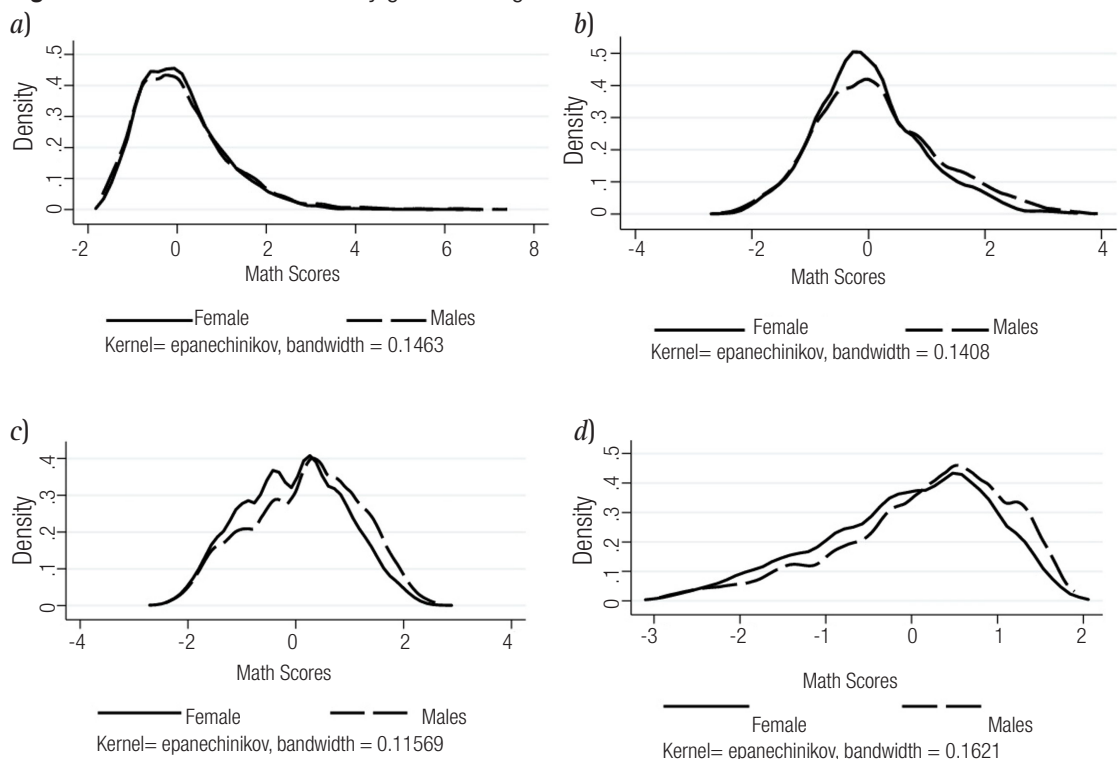 a)
Density
0 .1 .2 .3 .4 .5
-2 0 2 4 6 8
Math Scores
Female Males
Kernel= epanechinikov, bandwidth = 0.1463
b)
Density
0 .1 .2 .3 .4 .5
-4 -2 0 2 4
Math Scores
Female Males
Kernel= epanechinikov, bandwidth = 0.1408
c)
Density
0 .1 .2 .3 .4
-4 -2 0 2 4
Math Scores
Female Males
Kernel= epanechinikov, bandwidth = 0.11569
d)
Density
0 .1 .2 .3 .4 .5
-3 -2 -1 0 1 2
Math Scores
Female Males
Kernel= epanechinikov, bandwidth = 0.1621